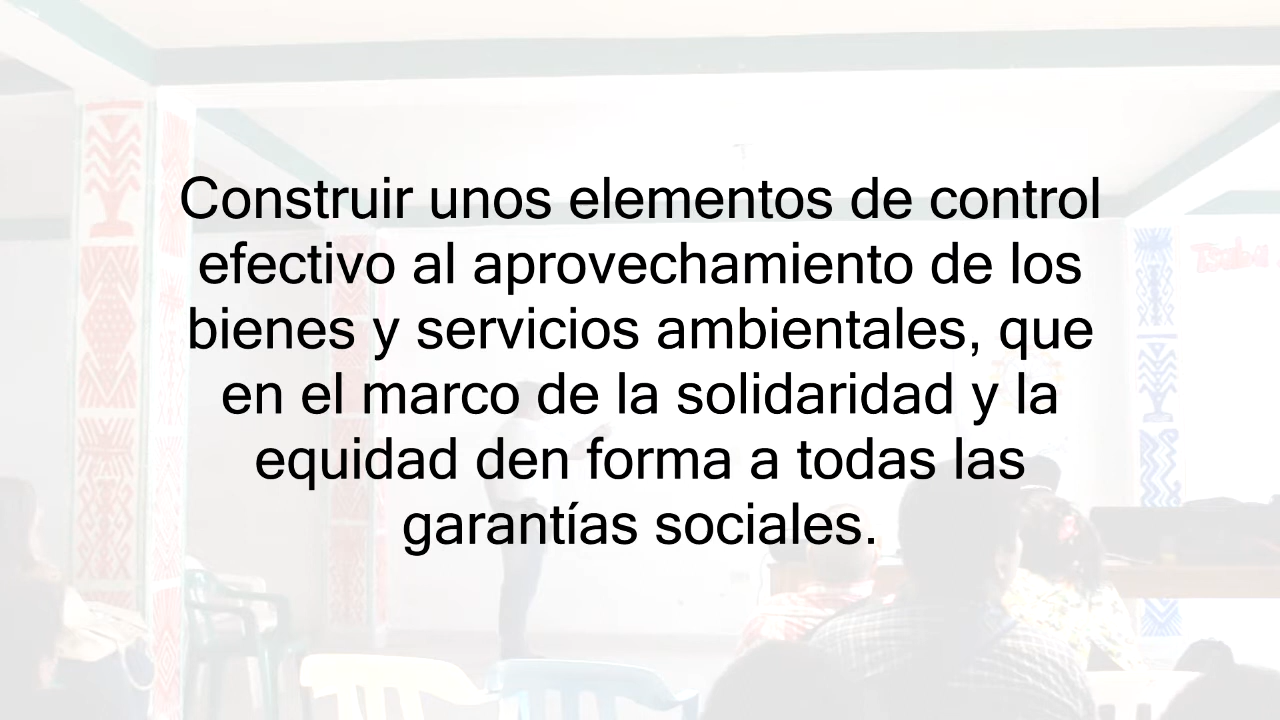 Construir unos elementos de control
efectivo al aprovechamiento de los
bienes y servicios ambientales, que
en el marco de la solidaridad y la
equidad den forma a todas las
garantías sociales.